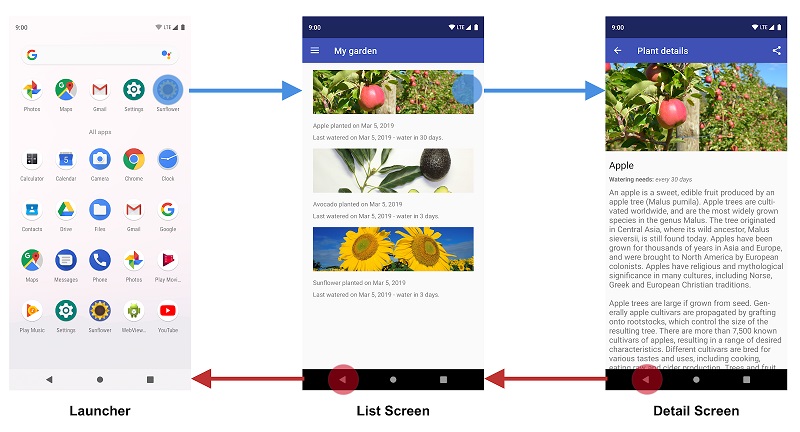 9:00
LTE
G
Photos
Maps
Gmail
Settings
Sunflower
All apps
5
Calculator
Calendar
Camera
Chrome
Clock
Contacts
Drive
Files
Gmail
Google
Maps
Messages
Phone
Photos
Play Movi...
Play Music
Settings
Sunflower
WebView...
YouTube
Launcher
9:00
LTE
My garden
Apple planted on Mar 5, 2019
Last watered on Mar 5, 2019 - water in 30 days.
Avocado planted on Mar 5, 2019
Last watered on Mar 5, 2019 - water in 3 days.
Sunflower planted on Mar 5, 2019
Last watered on Mar 5, 2019 - water in 3 days.
List Screen
9:00
LTE
Plant details
Apple
Watering needs: every 30 days
An apple is a sweet, edible fruit produced by an
apple tree (Malus pumila). Apple trees are culti-
vated worldwide, and are the most widely grown
species in the genus Malus. The tree originated
in Central Asia, where its wild ancestor, Malus
sieversii, is still found today. Apples have been
grown for thousands of years in Asia and Europe,
and were brought to North America by European
colonists. Apples have religious and mythological
significance in many cultures, including Norse,
Greek and European Christian traditions.
Apple trees are large if grown from seed. Gen-
erally apple cultivars are propagated by grafting
onto rootstocks, which control the size of the
resulting tree. There are more than 7,500 known
cultivars of apples, resulting in a range of desired
characteristics. Different cultivars are bred for
various tastes and uses, including cooking,
eating raw and cider production. Trees and fruit
Detail Screen